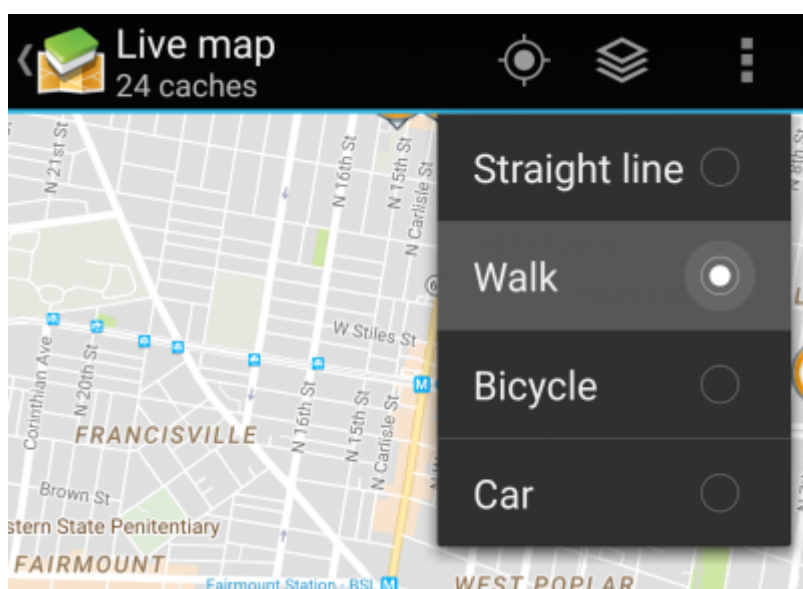 Live map
24 caches
N 21st St
N 16th St
N 15th St
N Carlisle St
Straight line
Walk
W Stiles St
M
Corinthian Ave
N 20th St
N 16th St
N 15th St
N Carlisle St
Bicycle
FRANCISVILLE
Brown St
Car
stern State Penitentiary
FAIRMOUNT
Fairmount Station - BSL M
WEST POPLAR